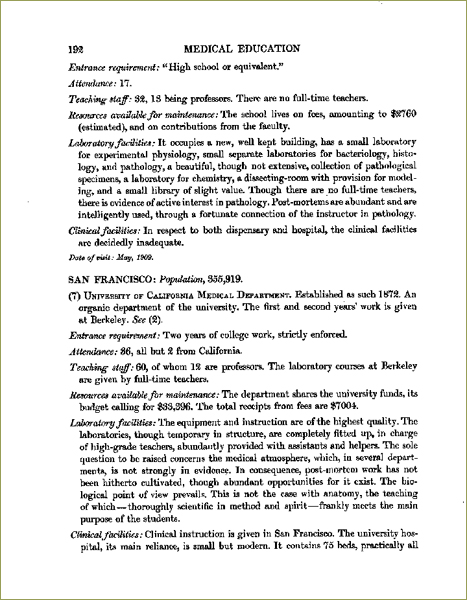 192 MEDICAL EDUCATION
Entrance requirement: "High school or equivalent."
Attendance: 17.
Teaching staff: 32, 18 being professors. There are no full-time teachers.
Resources available for maintenance: The school lives on fees, amounting to $2760
(estimated), and on contributions from the faculty.
Laboratory facilities: It occupies a new, well kept building, has a small laboratory
for experimental physiology, small separate laboratories for bacteriology, histo-
logy, and pathology, a beautiful, though not extensive, collection of pathological
specimens, a laboratory for chemistry, a dissecting-room with provision for model-
ing, and a small library of slight value. Though there are no full-time teachers,
there is evidence of active interest in pathology. Post-mortems are abundant and are
intelligently used, through a fortunate connection of the instructor in pathology.
Clinical facilities: In respect to both dispensary and hospital, the clinical facilities
are decidedly inadequate.
Date of visit: May, 1909.
SAN FRANCISCO: Population, 355,919.
(7) University of California Medical Department. Established as such 1872. An
organic department of the university. The first and second years' work is given
at Berkeley. See (2).
Entrance requirement: Two years of college work, strictly enforced.
Attendance: 36, all but 2 from California.
Teaching staff: 60, of whom 12 are professors. The laboratory courses at Berkeley
are given by full-time teachers.
Resources available for maintenance: The department shares the university funds, its
budget calling for $33,396. The total receipts from fees are $7004.
Laboratory facilities: The equipment and instruction are of the highest quality. The
laboratories, though temporary in structure, are completely fitted up, in charge
of high-grade teachers, abundantly provided with assistants and helpers. The sole
question to be raised concerns the medical atmosphere, which, in several depart-
ments, is not strongly in evidence. In consequence, post-mortem work has not
been hitherto cultivated, though abundant opportunities for it exist. The bio-
logical point of view prevails. This is not the case with anatomy, the teaching
of which—thoroughly scientific in method and spirit—frankly meets the main
purpose of the students.
Clinical facilities: Clinical instruction is given in San Francisco. The university hos-
pital, its main reliance, is small but modern. It contains 75 beds, practically all